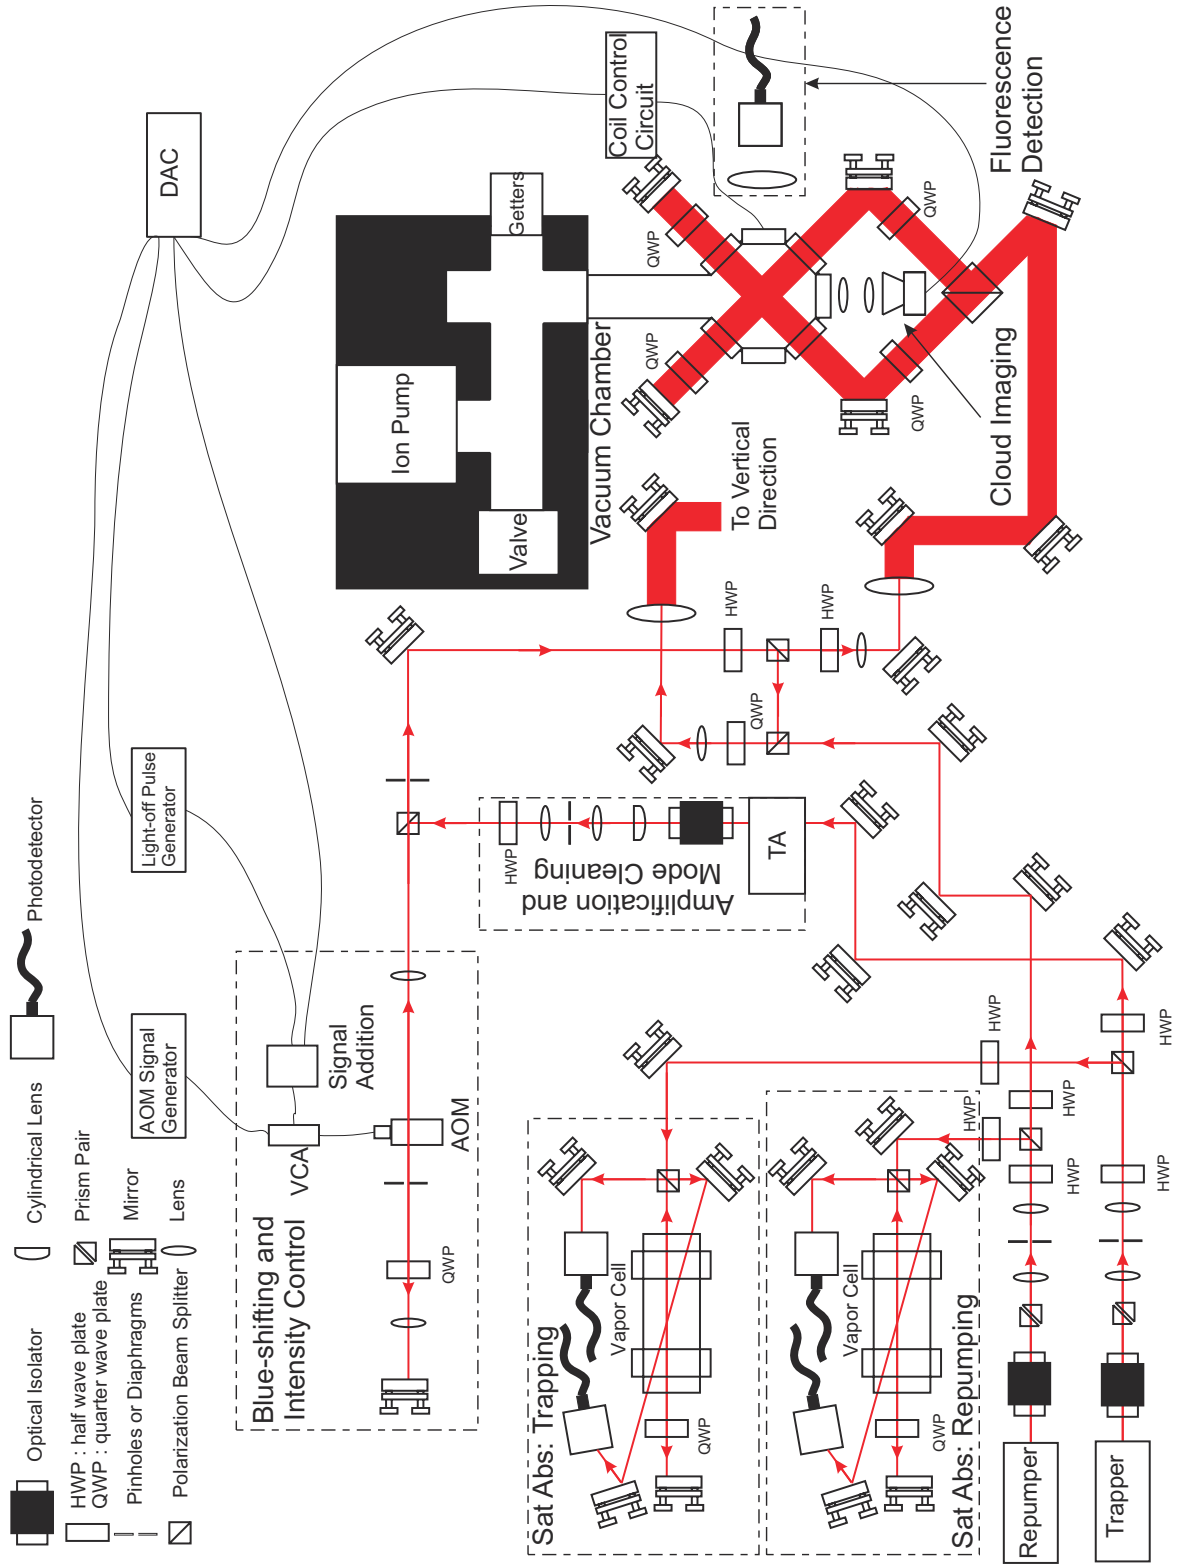 Optical Isolator
Cylindrical Lens
Photodetector
HWP : half wave plate
QWP : quarter wave plate
Prism Pair
Pinholes or Diaphragms
Mirror
Polarization Beam Splitter
Lens
AOM Signal
Generator
Light-off Pulse
Generator
DAC
Blue-shifting and
Intensity Control
VCA
Signal
Addition
AOM
QWP
Ion Pump
Valve
Getters
Vacuum Chamber
Coil Control
Circuit
Fluorescence
Detection
QWP
QWP
QWP
QWP
Cloud Imaging
To Vertical
Direction
HWP
HWP
QWP
Amplification and
Mode Cleaning
HWP
TA
Sat Abs: Trapping
Vapor Cell
QWP
Sat Abs: Repumping
Vapor Cell
QWP
HWP
HWP
HWP
HWP
HWP
HWP
Repumper
Trapper